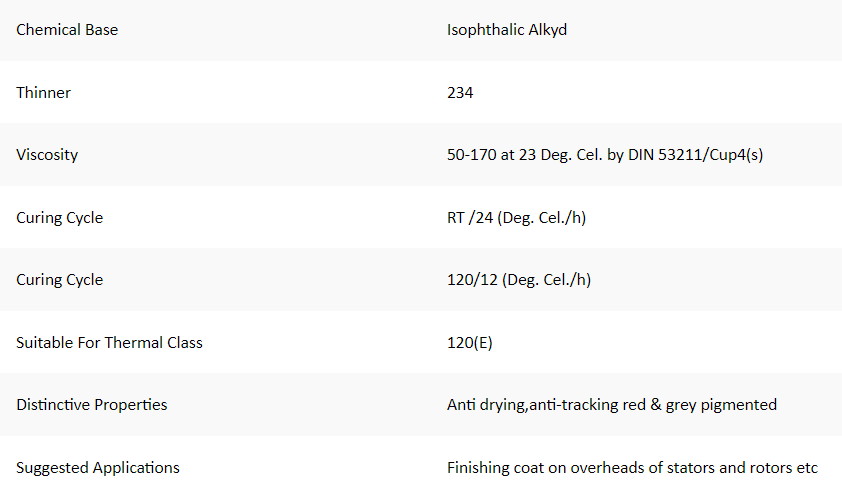 Chemical Base Isophthalic Alkyd
Thinner 234
Viscosity 50-170 at 23 Deg. Cel. by DIN 53211/Cup4(s)
Curing Cycle RT /24 (Deg. Cel./h)
Curing Cycle 120/12 (Deg. Cel./h)
Suitable For Thermal Class 120(E)
Distinctive Properties Anti drying,anti-tracking red & grey pigmented
Suggested Applications Finishing coat on overheads of stators and rotors etc